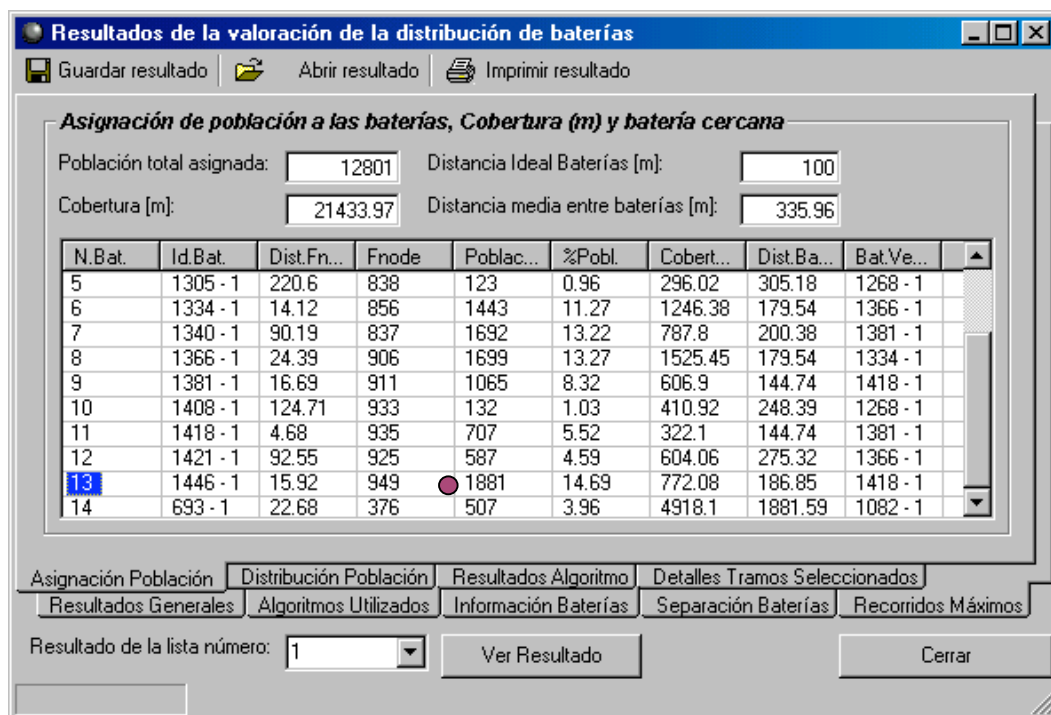 Resultados de la valoración de la distribución de baterías
Guardar resultado Abrir resultado Imprimir resultado
Asignación de población a las baterías, Cobertura (m) y batería cercana
Población total asignada: 12801 Distancia Ideal Baterías [m]: 100
Cobertura [m]: 21433.97 Distancia media entre baterías [m]: 335.96
N.Bat. Id.Bat. Dist.Fn... Fnode Poblac... %Pobl. Cobert... Dist.Ba... Bat.Ve...
5 1305 - 1 220.6 838 123 0.96 296.02 305.18 1268 - 1
6 1334 - 1 14.12 856 1443 11.27 1246.38 179.54 1366 - 1
7 1340 - 1 90.19 837 1692 13.22 787.8 200.38 1381 - 1
8 1366 - 1 24.39 906 1699 13.27 1525.45 179.54 1334 - 1
9 1381 - 1 16.69 911 1065 8.32 606.9 144.74 1418 - 1
10 1408 - 1 124.71 933 132 1.03 410.92 248.39 1268 - 1
11 1418 - 1 4.68 935 707 5.52 322.1 144.74 1381 - 1
12 1421 - 1 92.55 925 587 4.59 604.06 275.32 1366 - 1
13 1446 - 1 15.92 949 1881 14.69 772.08 186.85 1418 - 1
14 693 - 1 22.68 376 507 3.96 4918.1 1881.59 1082 - 1
Asignación Población Distribución Población Resultados Algoritmo Detalles Tramos Seleccionados
Resultados Generales Algoritmos Utilizados Información Baterías Separación Baterías Recorridos Máximos
Resultado de la lista número: 1 Ver Resultado Cerrar